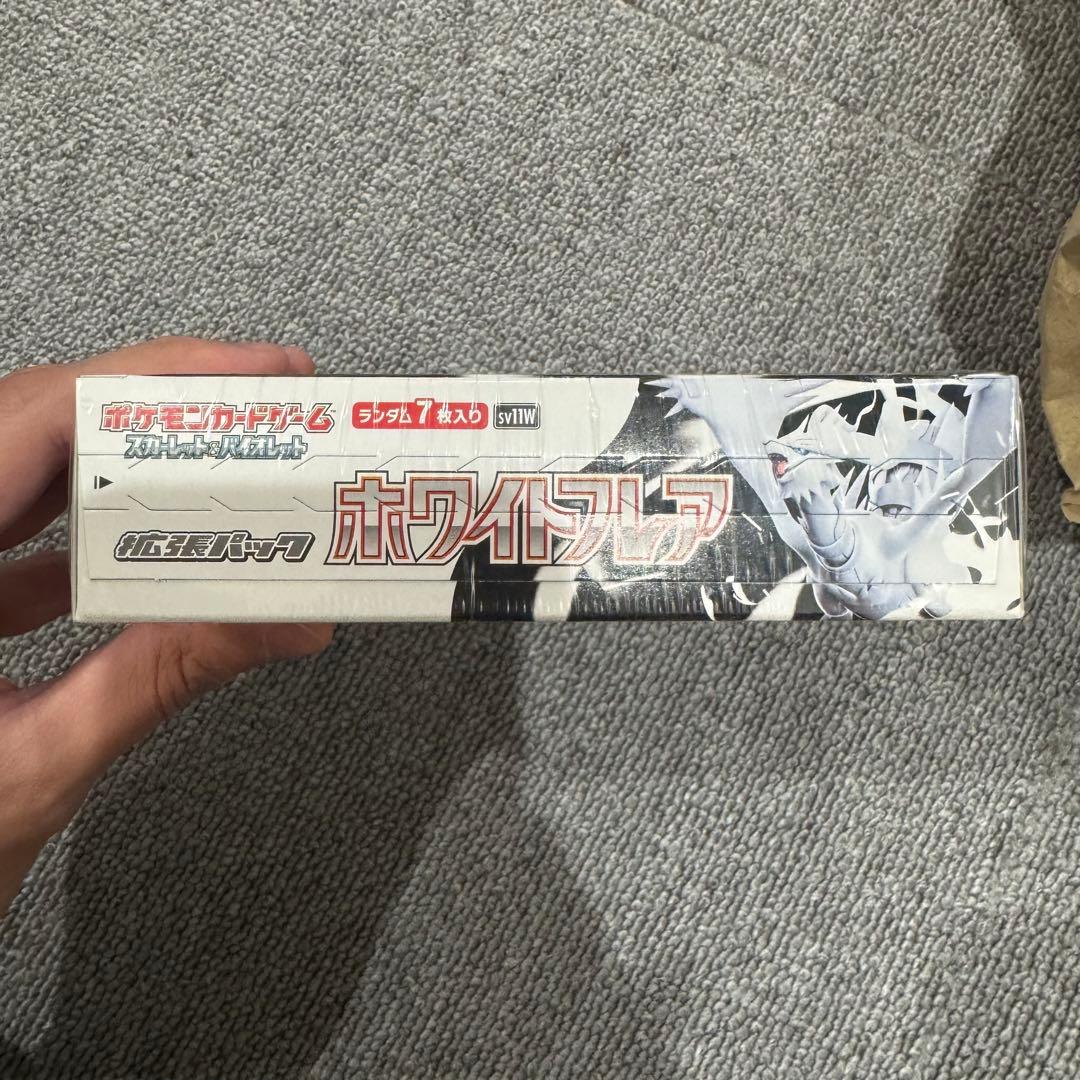 ポケモンカードゲーム™
スカーレット&バイオレット
ランダム7枚入り
SV11W
拡張パック
ホワイトフレア